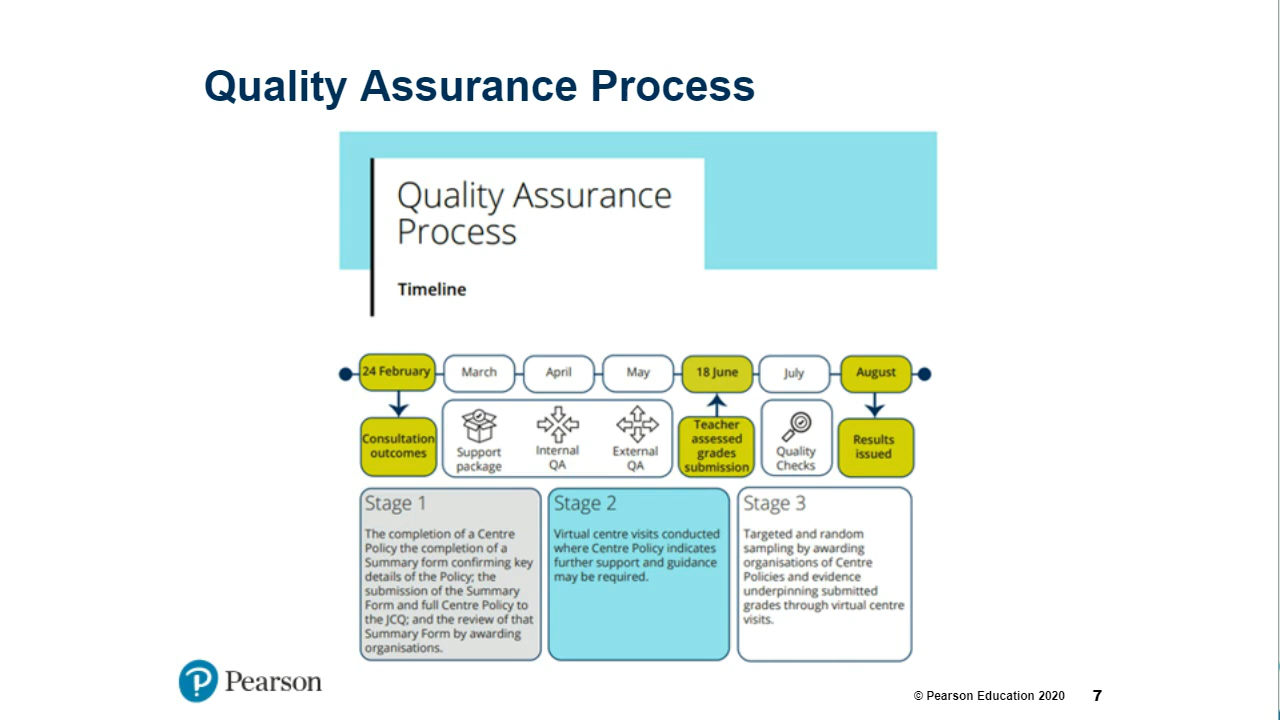 Quality Assurance Process
Quality Assurance
Process
Timeline
24 February
March
April
May
18 June
July
August
Consultation
outcomes
Support
package
Internal
QA
External
QA
Teacher
assessed
grades
submission
Quality
Checks
Results
issued
Stage 1
The completion of a Centre
Policy the completion of a
Summary form confirming key
details of the Policy; the
submission of the Summary
Form and full Centre Policy to
the JCQ; and the review of that
Summary Form by awarding
organisations.
Stage 2
Virtual centre visits conducted
where Centre Policy indicates
further support and guidance
may be required.
Stage 3
Targeted and random
sampling by awarding
organisations of Centre
Policies and evidence
underpinning submitted
grades through virtual centre
visits.
P Pearson
© Pearson Education 2020 7